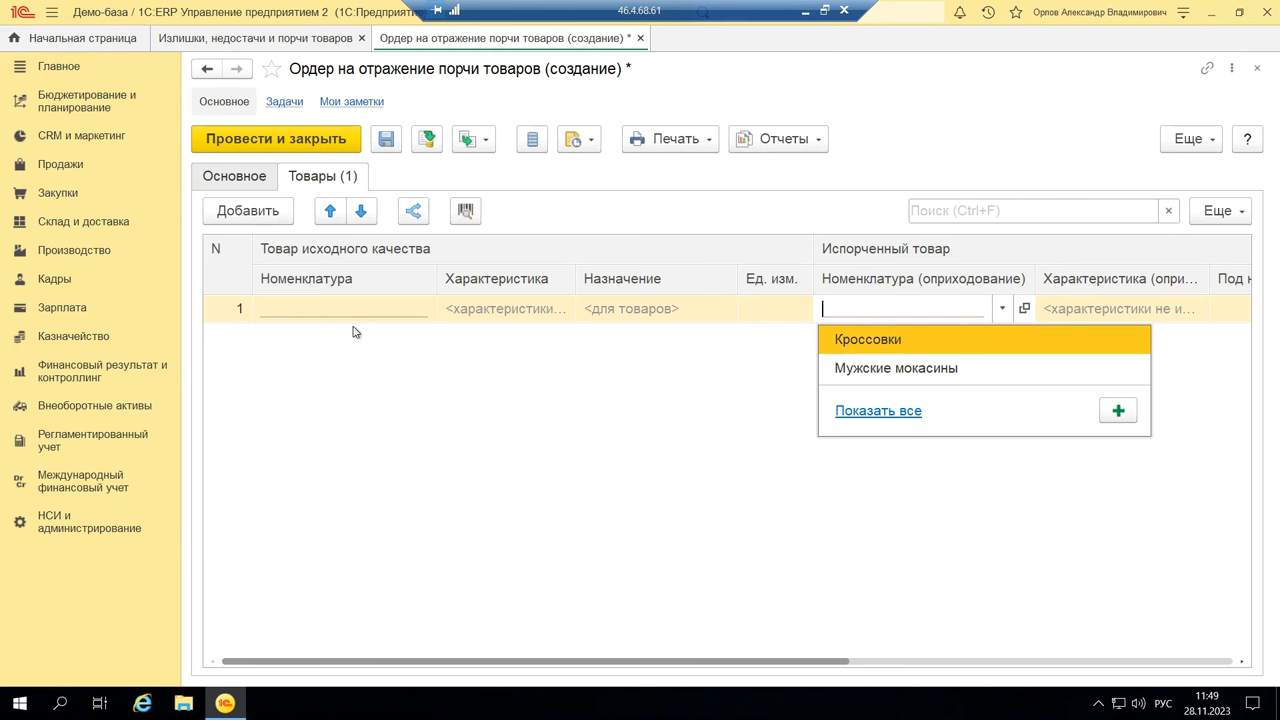 Демо-база / 1С:ERP Управление предприятием 2 (1С:Предприятие
46.4.68.61
Орлов Александр Владимирович
Начальная страница
Излишки, недостачи и порчи товаров ×
Ордер на отражение порчи товаров (создание) * ×
Главное
Бюджетирование и
планирование
CRM и маркетинг
Продажи
Закупки
Склад и доставка
Производство
Кадры
Зарплата
Казначейство
Финансовый результат и
контроллинг
Внеоборотные активы
Регламентированный
учет
Международный
финансовый учет
НСИ и
администрирование
Ордер на отражение порчи товаров (создание) *
Основное Задачи Мои заметки
Провести и закрыть Печать Отчеты Еще ?
Основное Товары (1)
Добавить Поиск (Ctrl+F) × Еще
N Товар исходного качества Испорченный товар
Номенклатура Характеристика Назначение Ед. изм. Номенклатура (оприходование) Характеристика (опри... Под н
1 <характеристики... <для товаров> <характеристики не и...
Кроссовки
Мужские мокасины
Показать все
РУС
11:49
28.11.2023